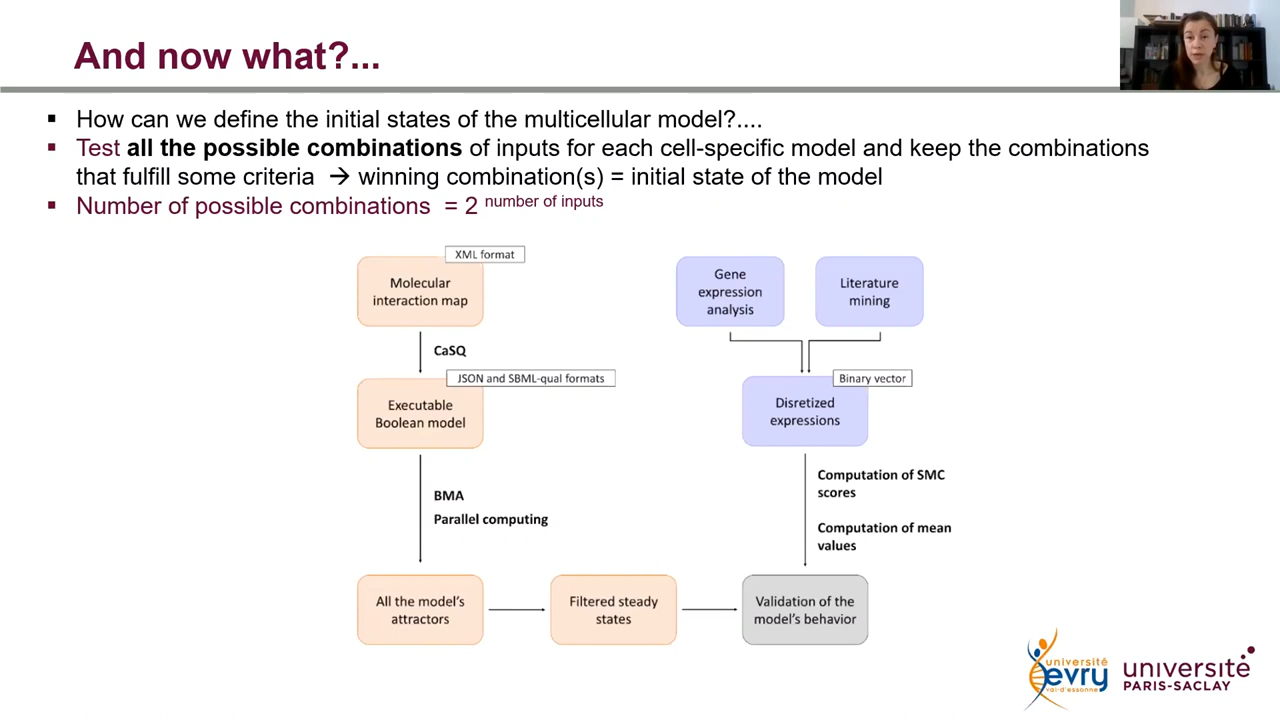 And now what?...
▪ How can we define the initial states of the multicellular model?....
▪ Test all the possible combinations of inputs for each cell-specific model and keep the combinations
that fulfill some criteria → winning combination(s) = initial state of the model
▪ Number of possible combinations = 2 number of inputs
XML format
Molecular
interaction map
Gene
expression
analysis
Literature
mining
CaSQ
JSON and SBML-qual formats
Binary vector
Executable
Boolean model
Disretized
expressions
BMA
Parallel computing
Computation of SMC
scores
Computation of mean
values
All the model's
attractors
Filtered steady
states
Validation of the
model's behavior
université
evry
val-d'essonne
université
PARIS-SACLAY